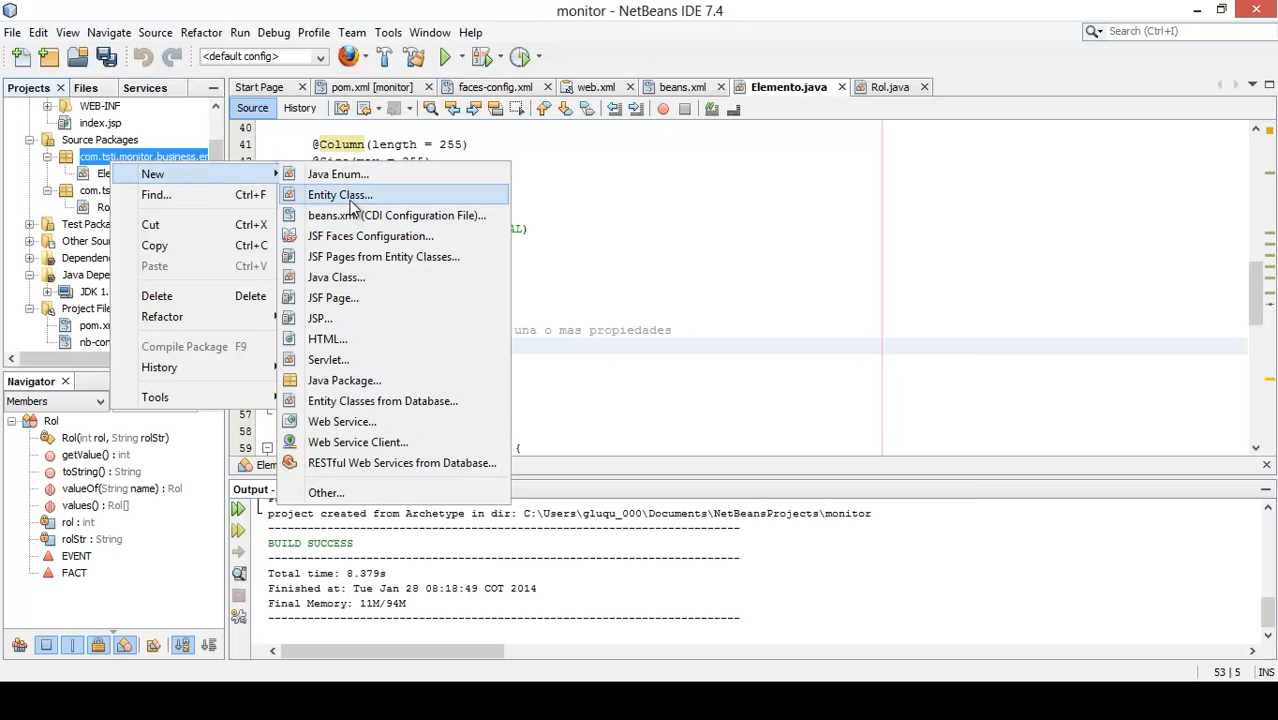 monitor - NetBeans IDE 7.4
File Edit View Navigate Source Refactor Run Debug Profile Team Tools Window Help
Search (Ctrl+I)
<default config>
Projects Files Services
Start Page pom.xml [monitor] faces-config.xml web.xml beans.xml Elemento.java Rol.java
Source History
WEB-INF
index.jsp
Source Packages
com.tsti.monitor.business.en
Ele
com.ts
Ro
Test Packa
Other Sour
Dependen
Java Depe
JDK 1.
Project File
pom.x
nb-con
40
41 @Column(length = 255)
42 @Size(max = 255)
AL)
una o mas propiedades
57
58
59 {
New
Find... Ctrl+F
Cut Ctrl+X
Copy Ctrl+C
Paste Ctrl+V
Delete Delete
Refactor
Compile Package F9
History
Tools
Java Enum...
Entity Class...
beans.xml (CDI Configuration File)...
JSF Faces Configuration...
JSF Pages from Entity Classes...
Java Class...
JSF Page...
JSP...
HTML...
Servlet...
Java Package...
Entity Classes from Database...
Web Service...
Web Service Client...
RESTful Web Services from Database...
Other...
Navigator
Members
Rol
Rol(int rol, String rolStr)
getValue() : int
toString() : String
valueOf(String name) : Rol
values() : Rol[]
rol : int
rolStr : String
EVENT
FACT
Elem
Output -
project created from Archetype in dir: C:\Users\gluqu_000\Documents\NetBeansProjects\monitor
------------------------------------------------------------------------
BUILD SUCCESS
------------------------------------------------------------------------
Total time: 8.379s
Finished at: Tue Jan 28 08:18:49 COT 2014
Final Memory: 11M/94M
------------------------------------------------------------------------
53 | 5 INS